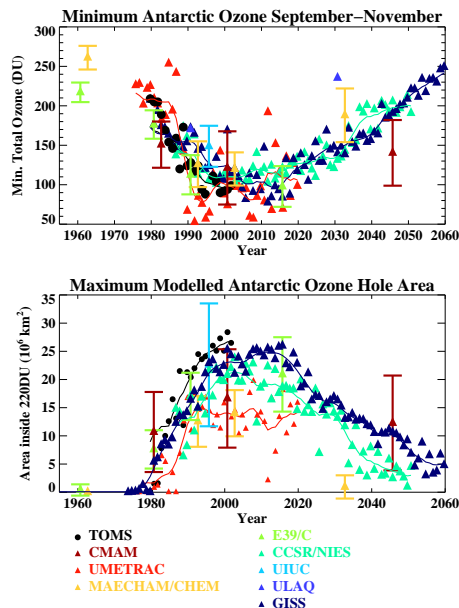 Minimum Antarctic Ozone September−November
Min. Total Ozone (DU)
300
250
200
150
100
50
1960 1970 1980 1990 2000 2010 2020 2030 2040 2050 2060
Year
Maximum Modelled Antarctic Ozone Hole Area
Area inside 220DU (10⁶ km²)
35
30
25
20
15
10
5
0
1960 1980 2000 2020 2040 2060
Year
TOMS
CMAM
UMETRAC
MAECHAM/CHEM
E39/C
CCSR/NIES
UIUC
ULAQ
GISS